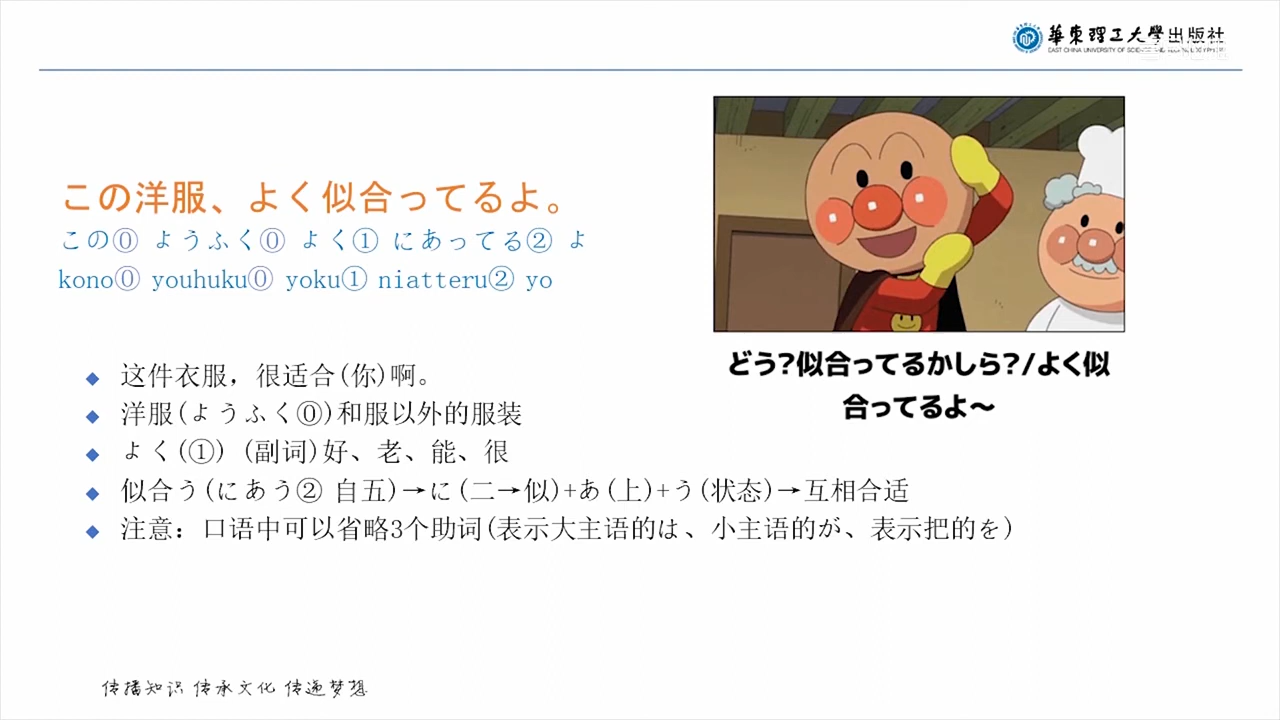 華東理工大學出版社
この洋服、よく似合ってるよ。
この⓪ ようふく⓪ よく① にあってる② よ
kono⓪ youhuku⓪ yoku① niatteru② yo
どう?似合ってるかしら?/よく似
合ってるよ～
这件衣服，很适合(你)啊。
洋服(ようふく⓪)和服以外的服装
よく(①) (副词)好、老、能、很
似合う(にあう② 自五)→に(二→似)+あ(上)+う(状态)→互相合适
注意：口语中可以省略3个助词(表示大主语的は、小主语的が、表示把的を)
传播知识 传承文化 传递梦想